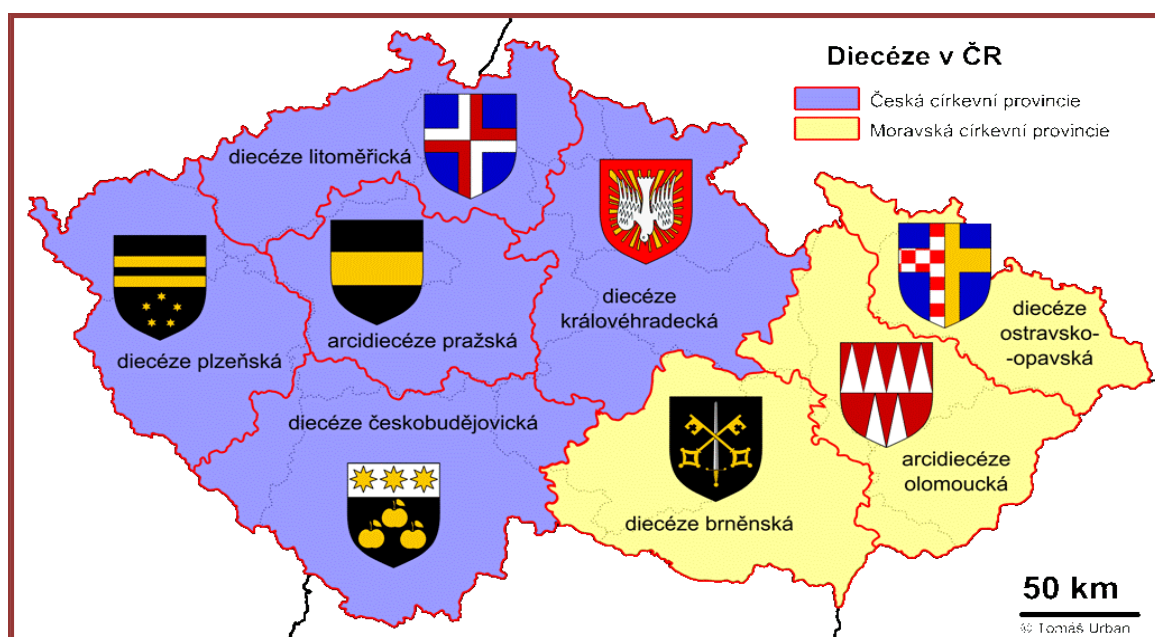 Diecéze v ČR
Česká církevní provincie
Moravská církevní provincie
diecéze litoměřická
diecéze
královéhradecká
diecéze plzeňská
arcidiecéze pražská
diecéze
ostravsko-
-opavská
diecéze českobudějovická
arcidiecéze
olomoucká
diecéze brněnská
50 km
© Tomáš Urban